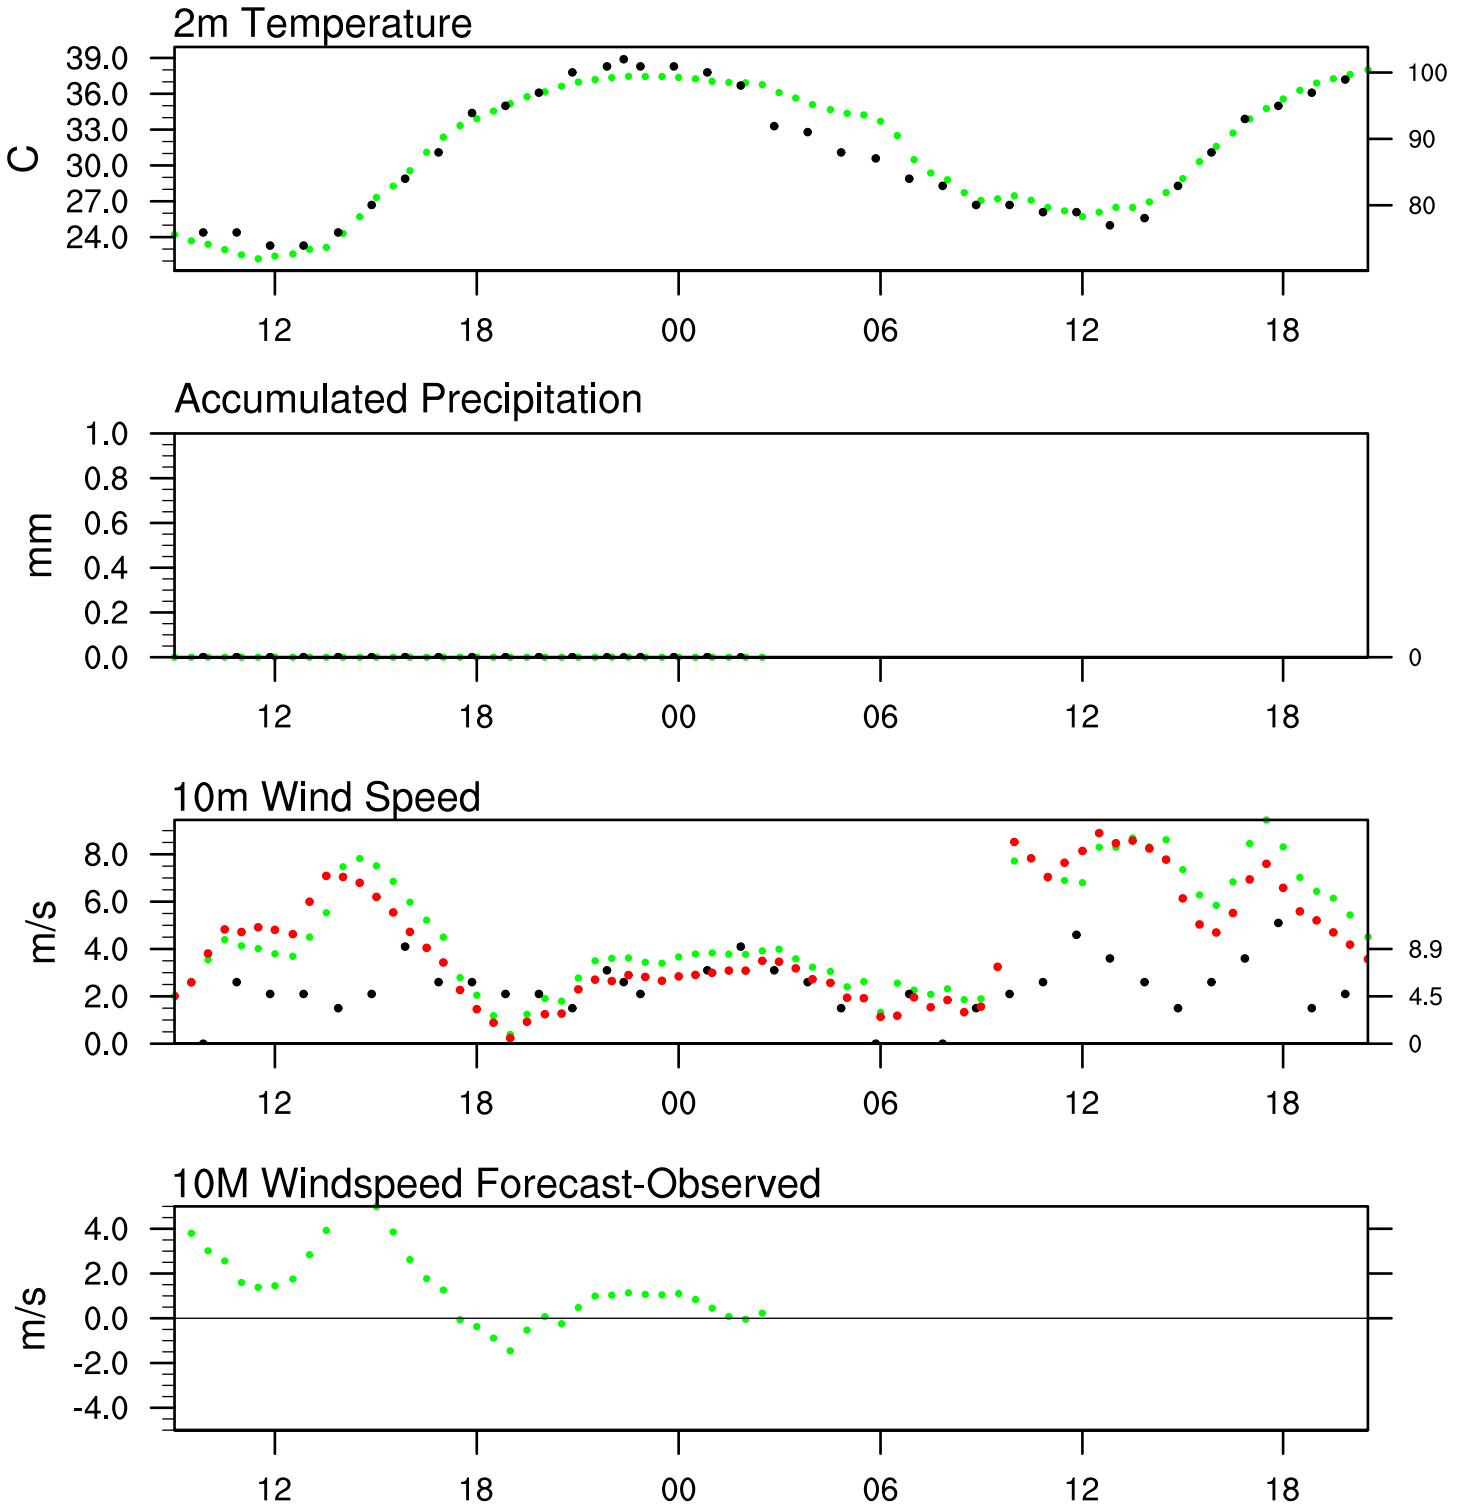 2m Temperature
39.0
36.0
33.0
30.0
27.0
24.0
C
100
90
80
12 18 00 06 12 18
Accumulated Precipitation
1.0
0.8
0.6
0.4
0.2
0.0
mm
0
12 18 00 06 12 18
10m Wind Speed
8.0
6.0
4.0
2.0
0.0
m/s
8.9
4.5
0
12 18 00 06 12 18
10M Windspeed Forecast-Observed
4.0
2.0
0.0
-2.0
-4.0
m/s
12 18 00 06 12 18